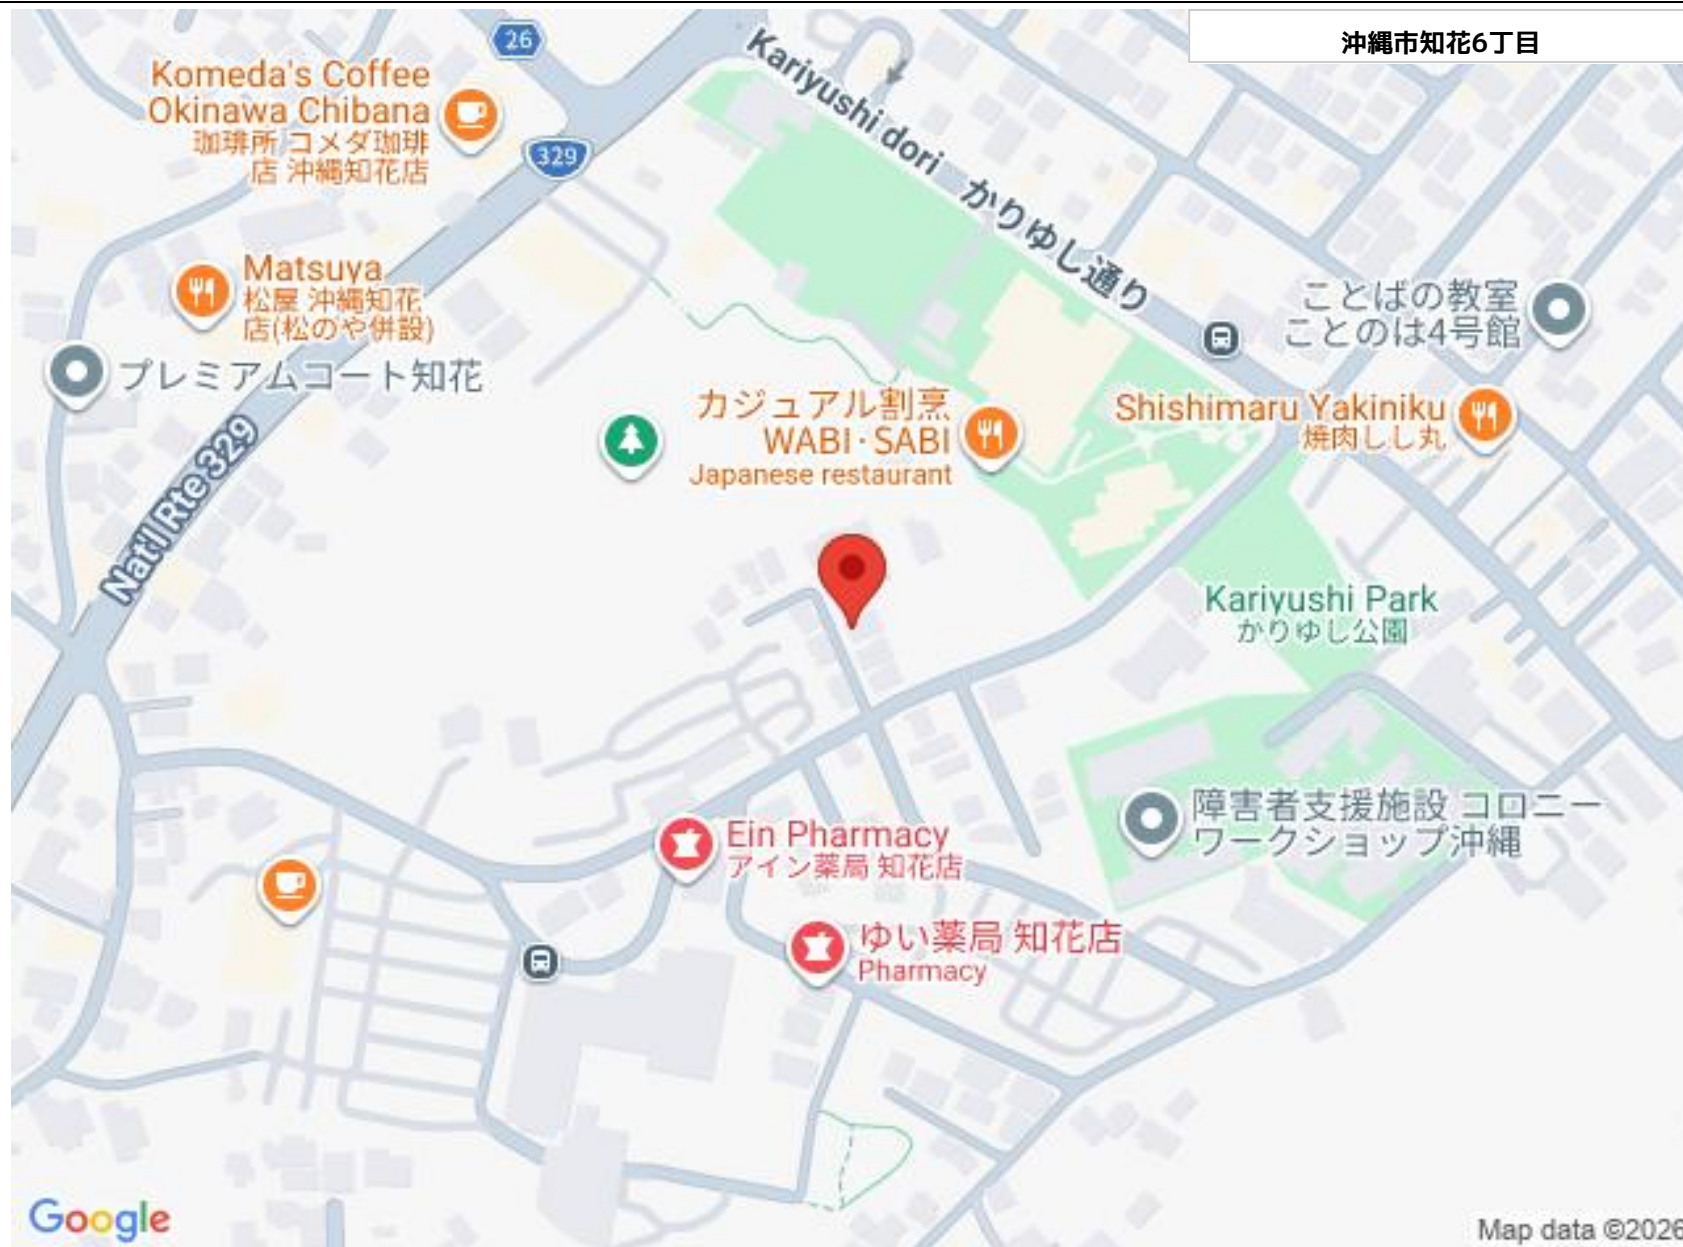 沖縄市知花6丁目
26
Komeda's Coffee
Okinawa Chibana
珈琲所 コメダ珈琲
店 沖縄知花店
329
Kariyushi dori かりゆし通り
Matsuya
松屋 沖縄知花
店(松のや併設)
ことばの教室
ことのは4号館
プレミアムコート知花
カジュアル割烹
WABI・SABI
Japanese restaurant
Shishimaru Yakiniku
焼肉しし丸
Nat'l Rte 329
Kariyushi Park
かりゆし公園
障害者支援施設 コロニー
ワークショップ沖縄
Ein Pharmacy
アイン薬局 知花店
ゆい薬局 知花店
Pharmacy
Google
Map data ©2026